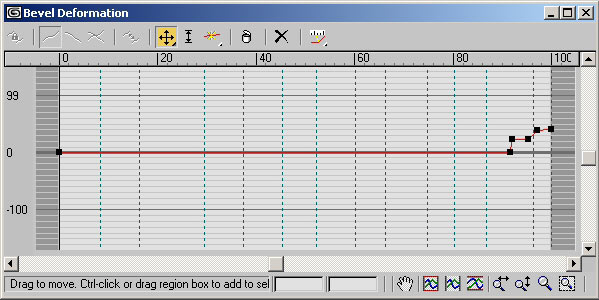 Bevel Deformation
0 20 40 60 80 100
99
0
-100
Drag to move. Ctrl-click or drag region box to add to sel